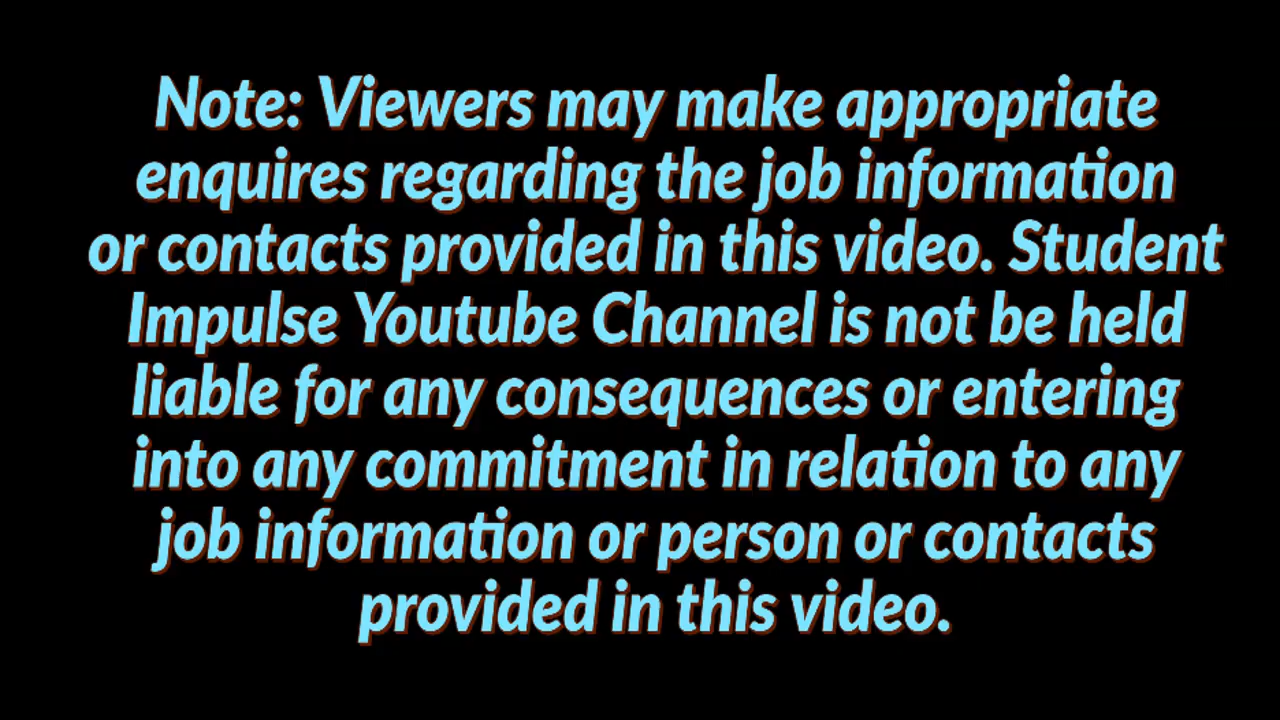 Note: Viewers may make appropriate
enquires regarding the job information
or contacts provided in this video. Student
Impulse Youtube Channel is not be held
liable for any consequences or entering
into any commitment in relation to any
job information or person or contacts
provided in this video.